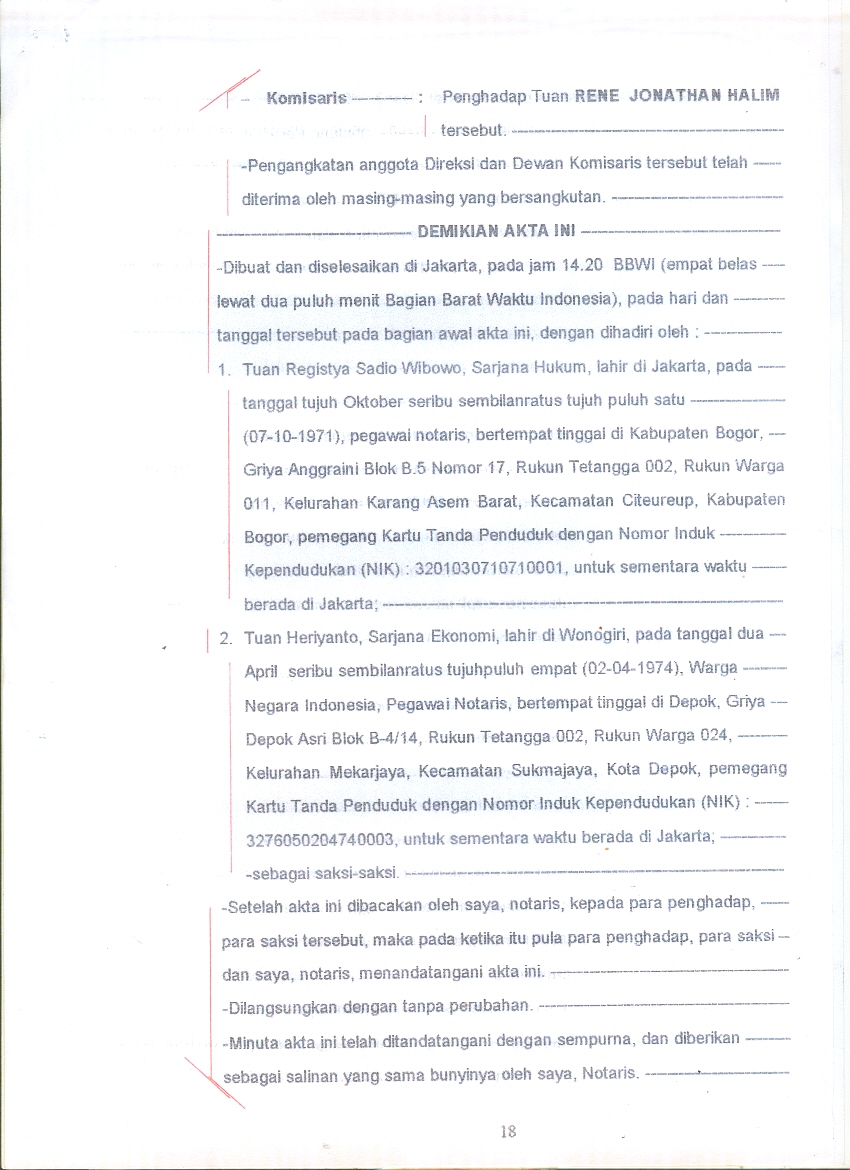 - Komisaris ------- : Penghadap Tuan RENE JONATHAN HALIM
tersebut. -------
-Pengangkatan anggota Direksi dan Dewan Komisaris tersebut telah ----
diterima oleh masing-masing yang bersangkutan. -------
------- DEMIKIAN AKTA INI -------
-Dibuat dan diselesaikan di Jakarta, pada jam 14.20 BBWI (empat belas ---
lewat dua puluh menit Bagian Barat Waktu Indonesia), pada hari dan -------
tanggal tersebut pada bagian awal akta ini, dengan dihadiri oleh : -------
1. Tuan Registya Sadio Wibowo, Sarjana Hukum, lahir di Jakarta, pada ----
tanggal tujuh Oktober seribu sembilanratus tujuh puluh satu -------
(07-10-1971), pegawai notaris, bertempat tinggal di Kabupaten Bogor, ---
Griya Anggraini Blok B.5 Nomor 17, Rukun Tetangga 002, Rukun Warga
011, Kelurahan Karang Asem Barat, Kecamatan Citeureup, Kabupaten
Bogor, pemegang Kartu Tanda Penduduk dengan Nomor Induk -------
Kependudukan (NIK) : 3201030710710001, untuk sementara waktu -----
berada di Jakarta; -------
2. Tuan Heriyanto, Sarjana Ekonomi, lahir di Wonogiri, pada tanggal dua ---
April seribu sembilanratus tujuhpuluh empat (02-04-1974), Warga ------
Negara Indonesia, Pegawai Notaris, bertempat tinggal di Depok, Griya ---
Depok Asri Blok B-4/14, Rukun Tetangga 002, Rukun Warga 024, -------
Kelurahan Mekarjaya, Kecamatan Sukmajaya, Kota Depok, pemegang
Kartu Tanda Penduduk dengan Nomor Induk Kependudukan (NIK) : -----
3276050204740003, untuk sementara waktu berada di Jakarta; -------
-sebagai saksi-saksi. -------
-Setelah akta ini dibacakan oleh saya, notaris, kepada para penghadap, ----
para saksi tersebut, maka pada ketika itu pula para penghadap, para saksi --
dan saya, notaris, menandatangani akta ini. -------
-Dilangsungkan dengan tanpa perubahan. -------
-Minuta akta ini telah ditandatangani dengan sempurna, dan diberikan ------
sebagai salinan yang sama bunyinya oleh saya, Notaris. -------
18